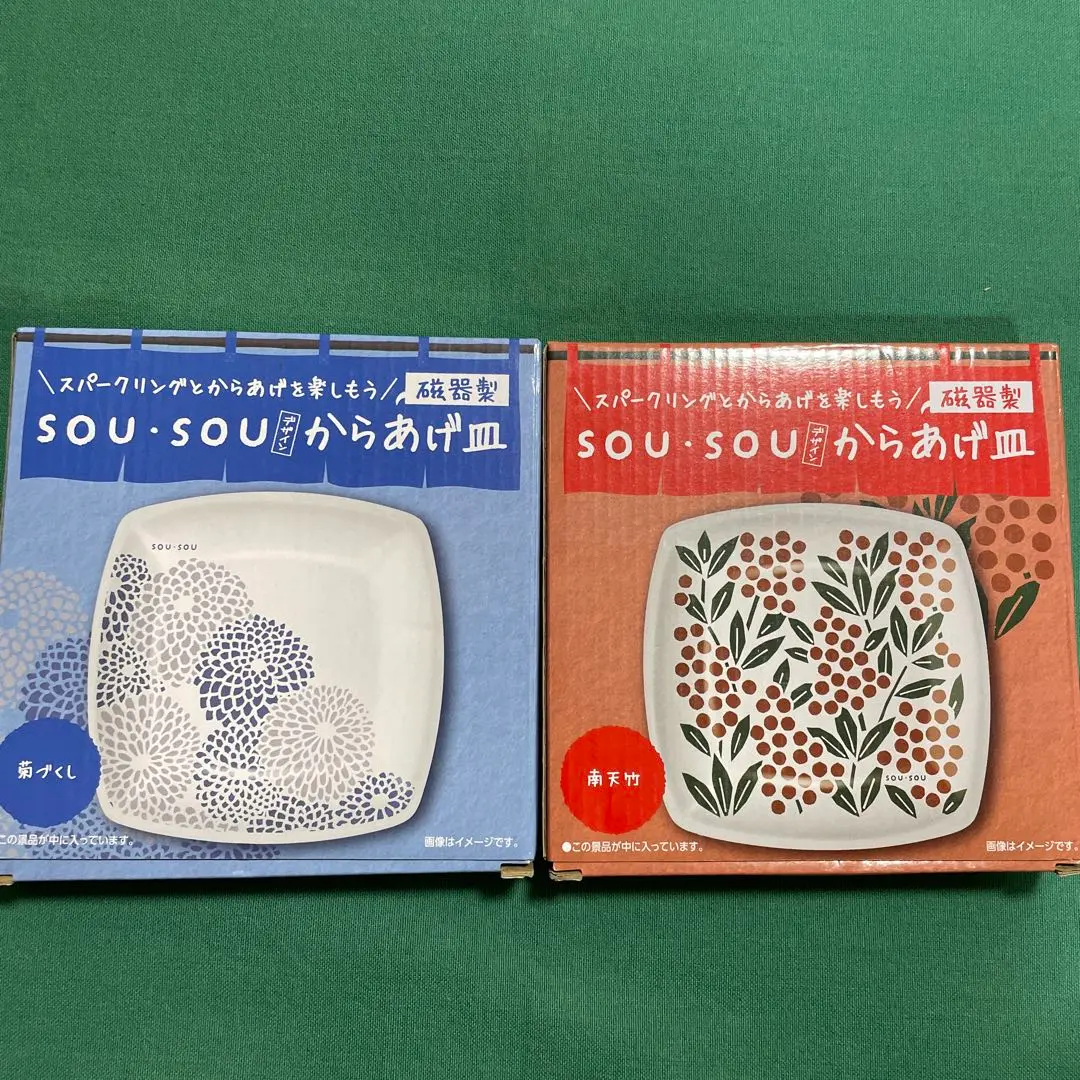 スパークリングとからあげを楽しもう
磁器製
SOU・SOUデザインからあげ皿
SOU・SOU
菊づくし
この景品が中に入っています。
画像はイメージです。
スパークリングとからあげを楽しもう
磁器製
SOU・SOUデザインからあげ皿
SOU・SOU
南天竹
●この景品が中に入っています。
画像はイメージです。